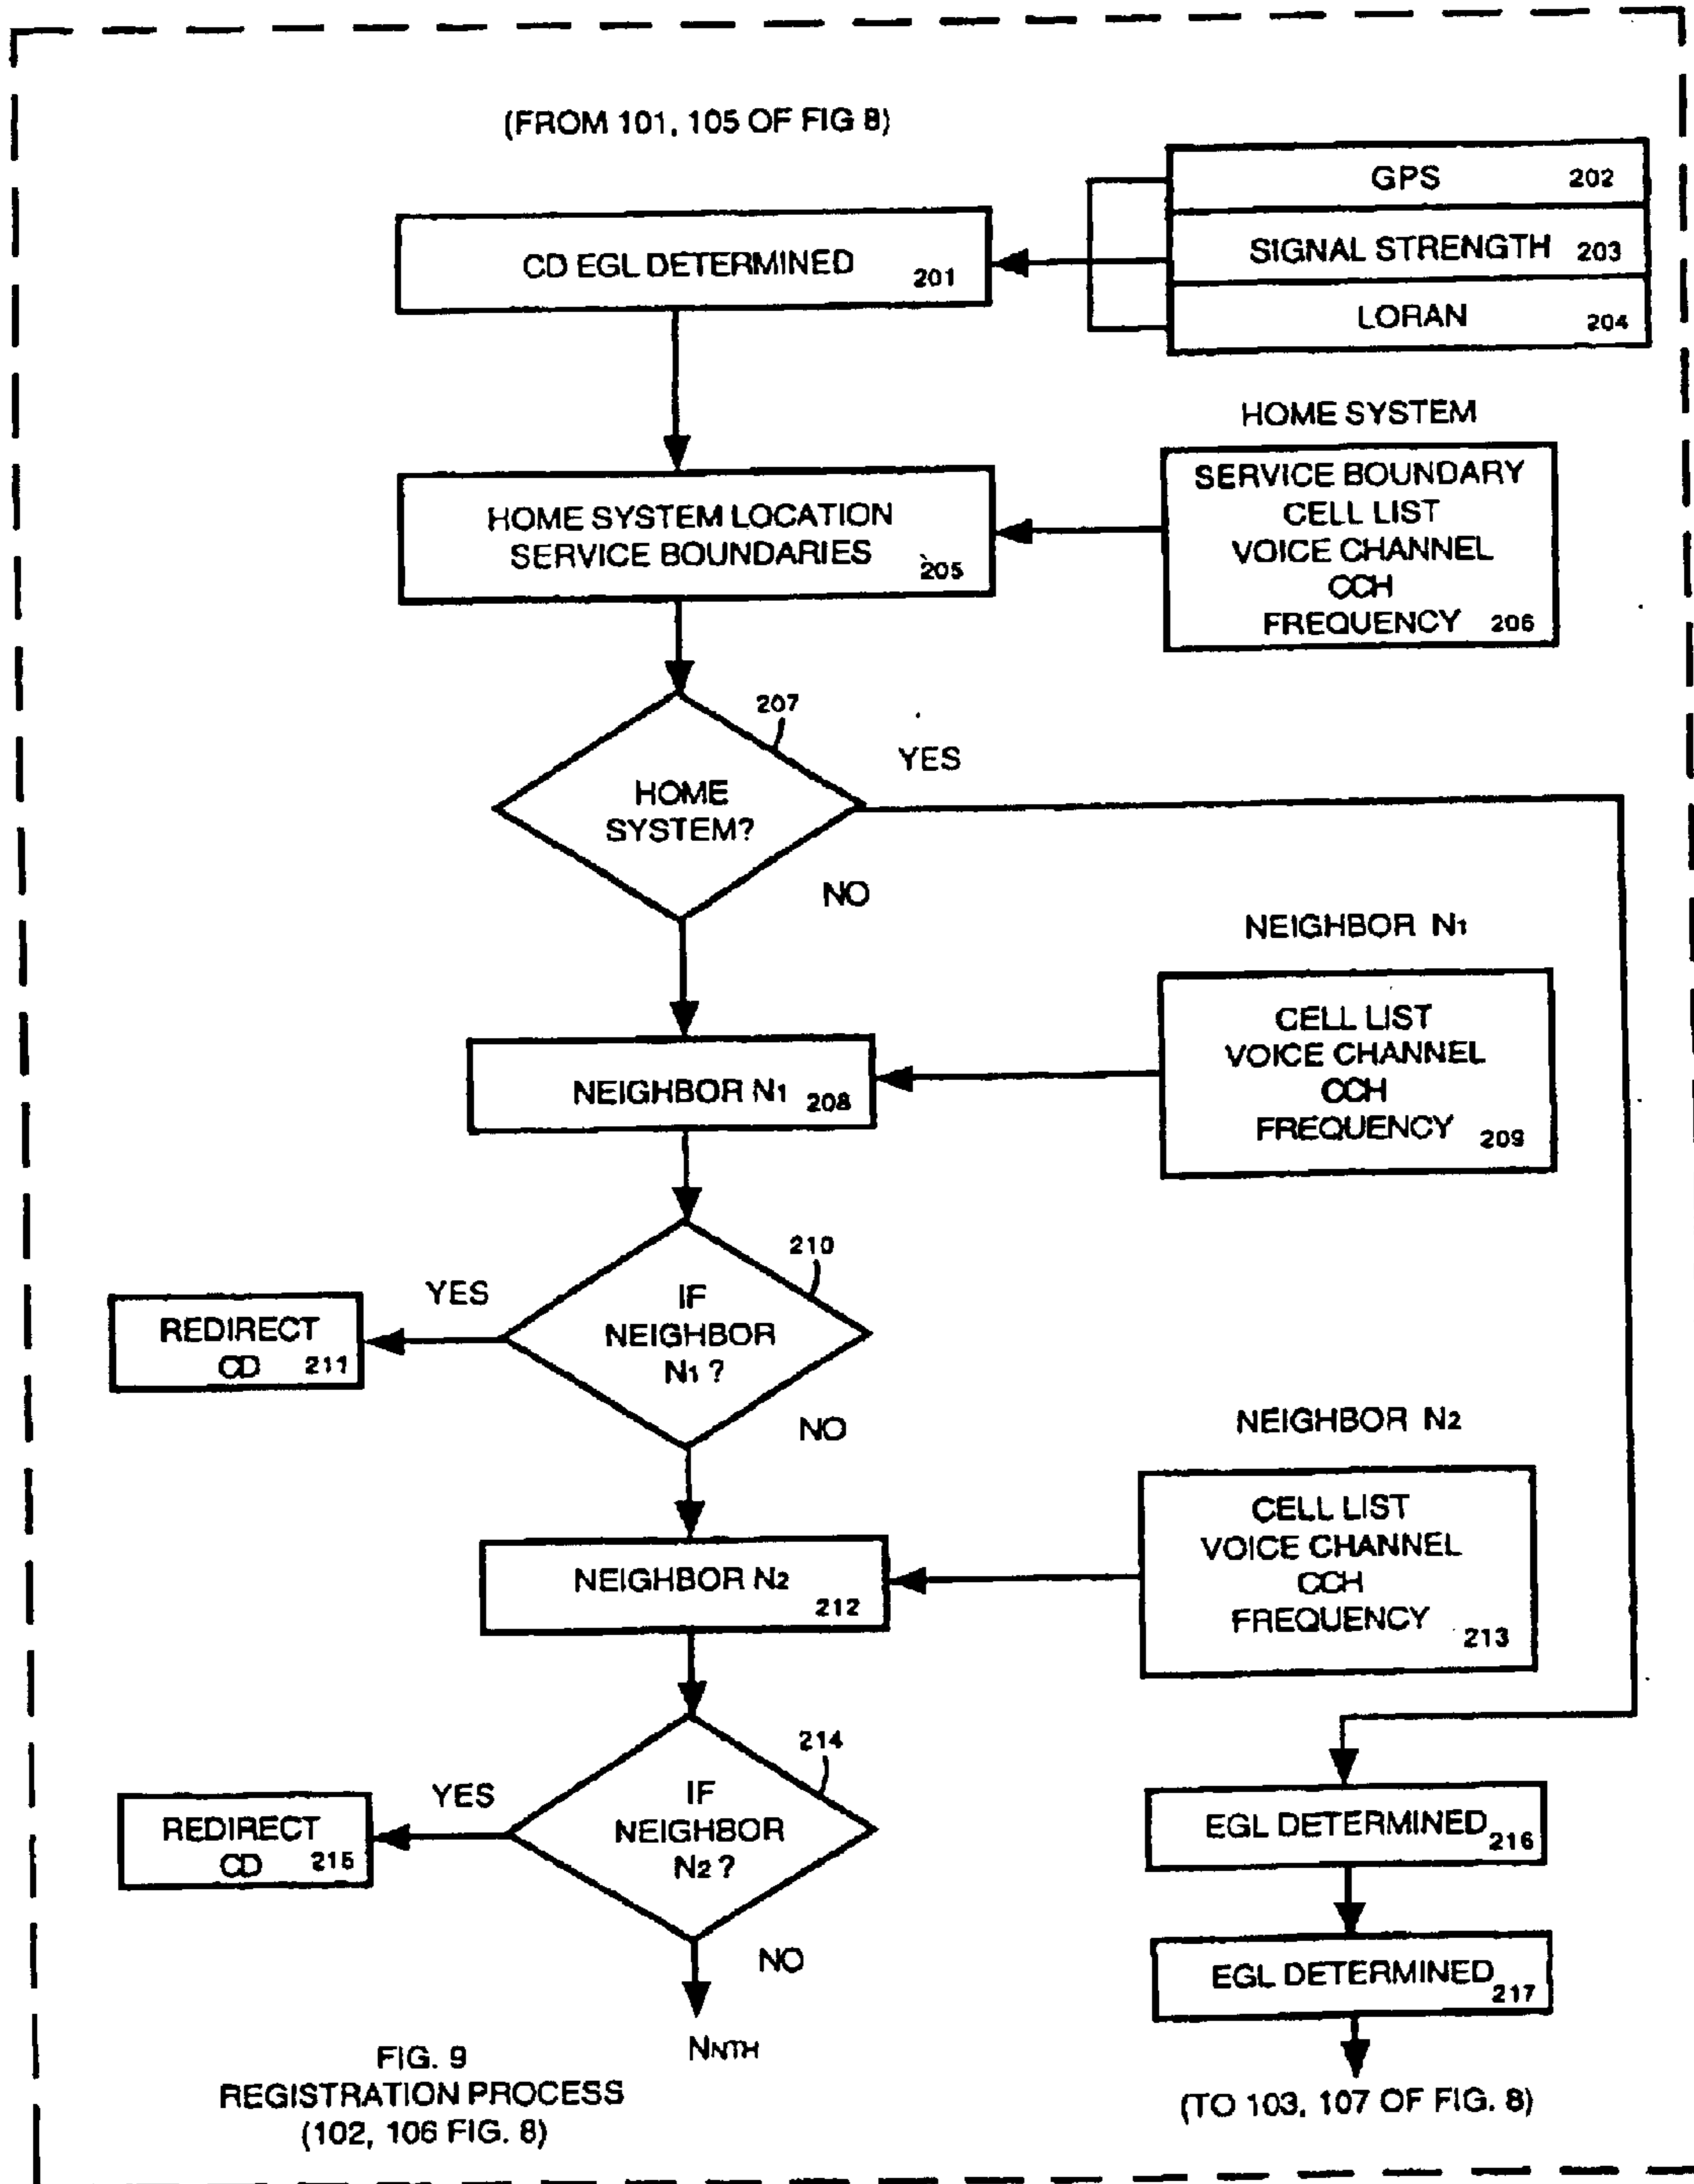 (FROM 101, 105 OF FIG 8)
GPS 202
CD EGL DETERMINED 201
SIGNAL STRENGTH 203
LORAN 204
HOME SYSTEM
HOME SYSTEM LOCATION
SERVICE BOUNDARIES 205
SERVICE BOUNDARY
CELL LIST
VOICE CHANNEL
CCH
FREQUENCY 206
207
YES
HOME
SYSTEM?
NO
NEIGHBOR N1
NEIGHBOR N1 208
CELL LIST
VOICE CHANNEL
CCH
FREQUENCY 209
210
YES
IF
NEIGHBOR
N1 ?
REDIRECT
CD 211
NO
NEIGHBOR N2
NEIGHBOR N2
212
CELL LIST
VOICE CHANNEL
CCH
FREQUENCY 213
214
YES
IF
NEIGHBOR
N2 ?
REDIRECT
CD 215
NO
NNTH
EGL DETERMINED 216
EGL DETERMINED 217
(TO 103, 107 OF FIG. 8)
FIG. 9
REGISTRATION PROCESS
(102, 106 FIG. 8)